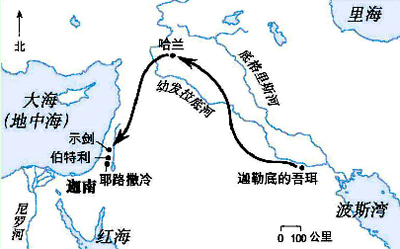 北
里海
哈兰
底格里斯河
幼发拉底河
大海
(地中海)
示剑
伯特利
迦南
耶路撒冷
迦勒底的吾珥
波斯湾
尼罗河
红海
0 100 公里